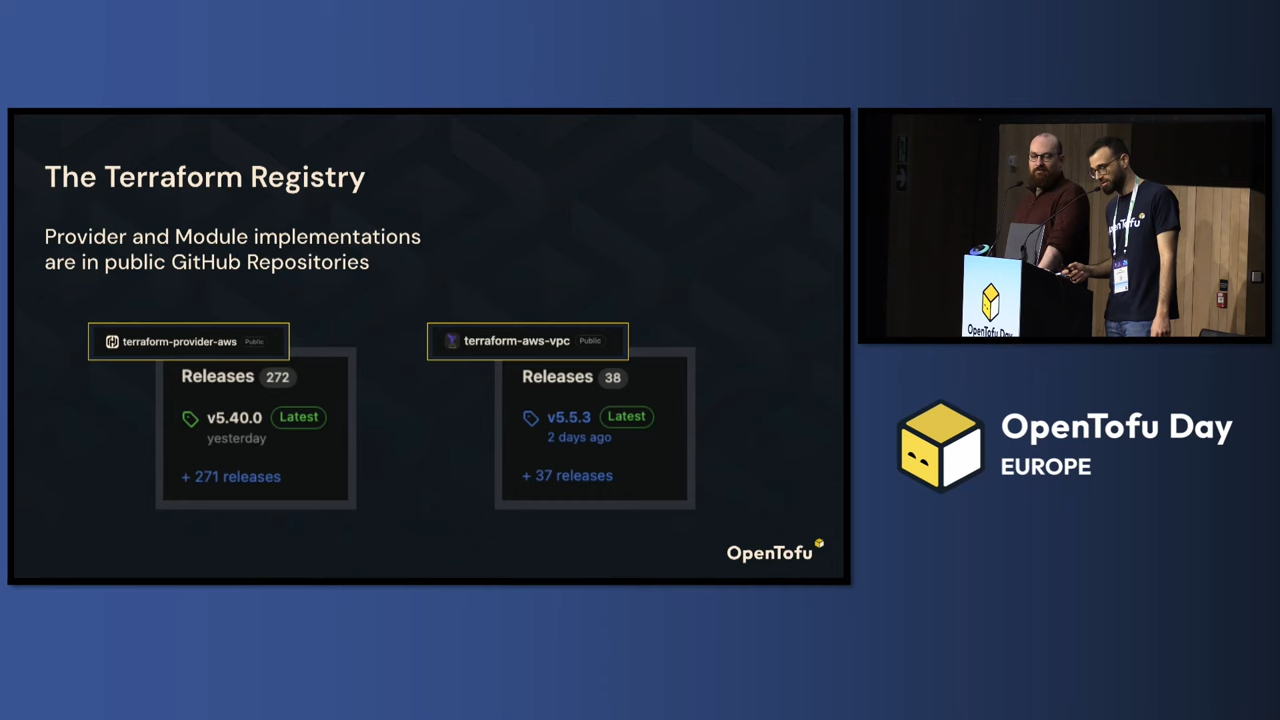 The Terraform Registry
Provider and Module implementations
are in public GitHub Repositories
terraform-provider-aws Public
Releases 272
v5.40.0 Latest
yesterday
+ 271 releases
terraform-aws-vpc Public
Releases 38
v5.5.3 Latest
2 days ago
+ 37 releases
OpenTofu
OpenTofu Day
OpenTofu Day
EUROPE